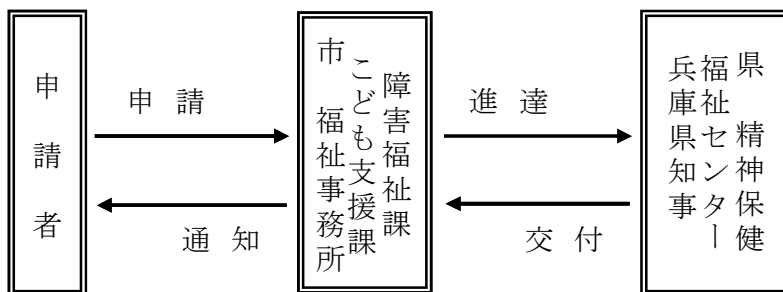 申請者
申請
通知
障害福祉課
こども支援課
市 福祉事務所
進達
交付
県 精神保健
福祉センター
兵庫県知事